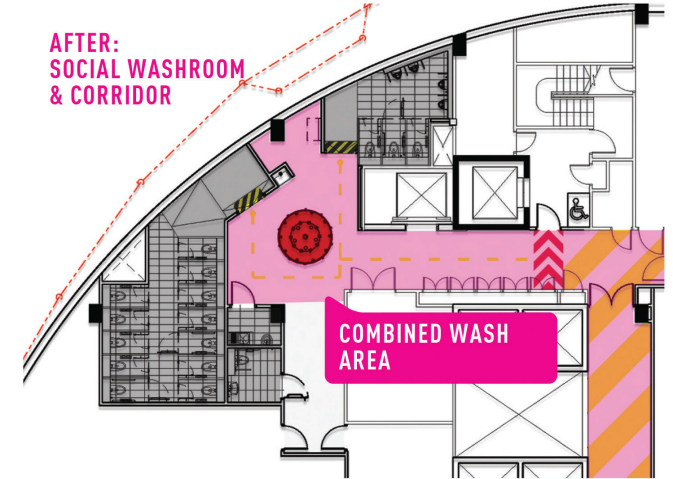 AFTER:
SOCIAL WASHROOM
& CORRIDOR
COMBINED WASH
AREA